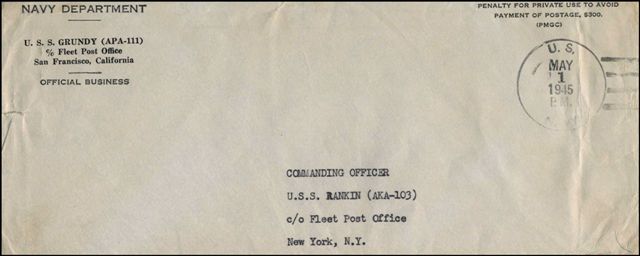 NAVY DEPARTMENT
U. S. S. GRUNDY (APA-111)
℅ Fleet Post Office
San Francisco, California
OFFICIAL BUSINESS
PENALTY FOR PRIVATE USE TO AVOID
PAYMENT OF POSTAGE, $300.
(PMGC)
U. S.
MAY
1
1945
P.M.
COMMANDING OFFICER
U.S.S. RANKIN (AKA-103)
c/o Fleet Post Office
New York, N.Y.